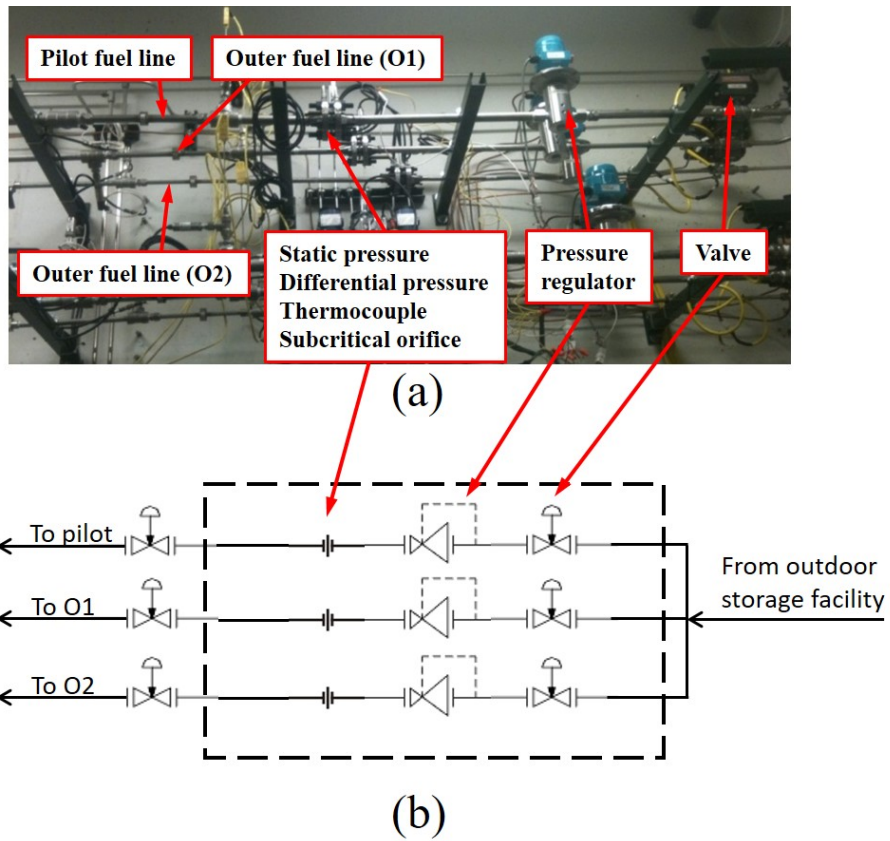 Pilot fuel line
Outer fuel line (O1)
Outer fuel line (O2)
Static pressure
Differential pressure
Thermocouple
Subcritical orifice
Pressure
regulator
Valve
(a)
To pilot
To O1
To O2
From outdoor
storage facility
(b)